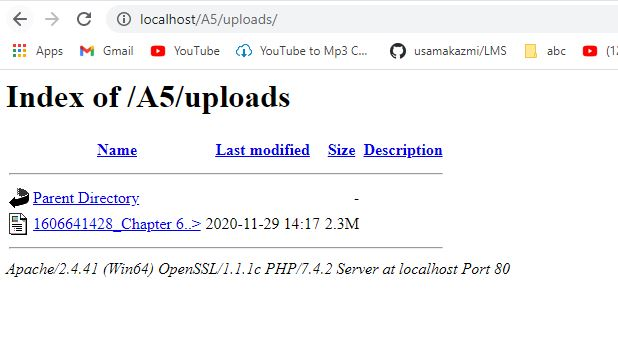 localhost/A5/uploads/
Apps Gmail YouTube YouTube to Mp3 C... usamakazmi/LMS abc (12
Index of /A5/uploads
Name Last modified Size Description
Parent Directory -
1606641428_Chapter 6..> 2020-11-29 14:17 2.3M
Apache/2.4.41 (Win64) OpenSSL/1.1.1c PHP/7.4.2 Server at localhost Port 80